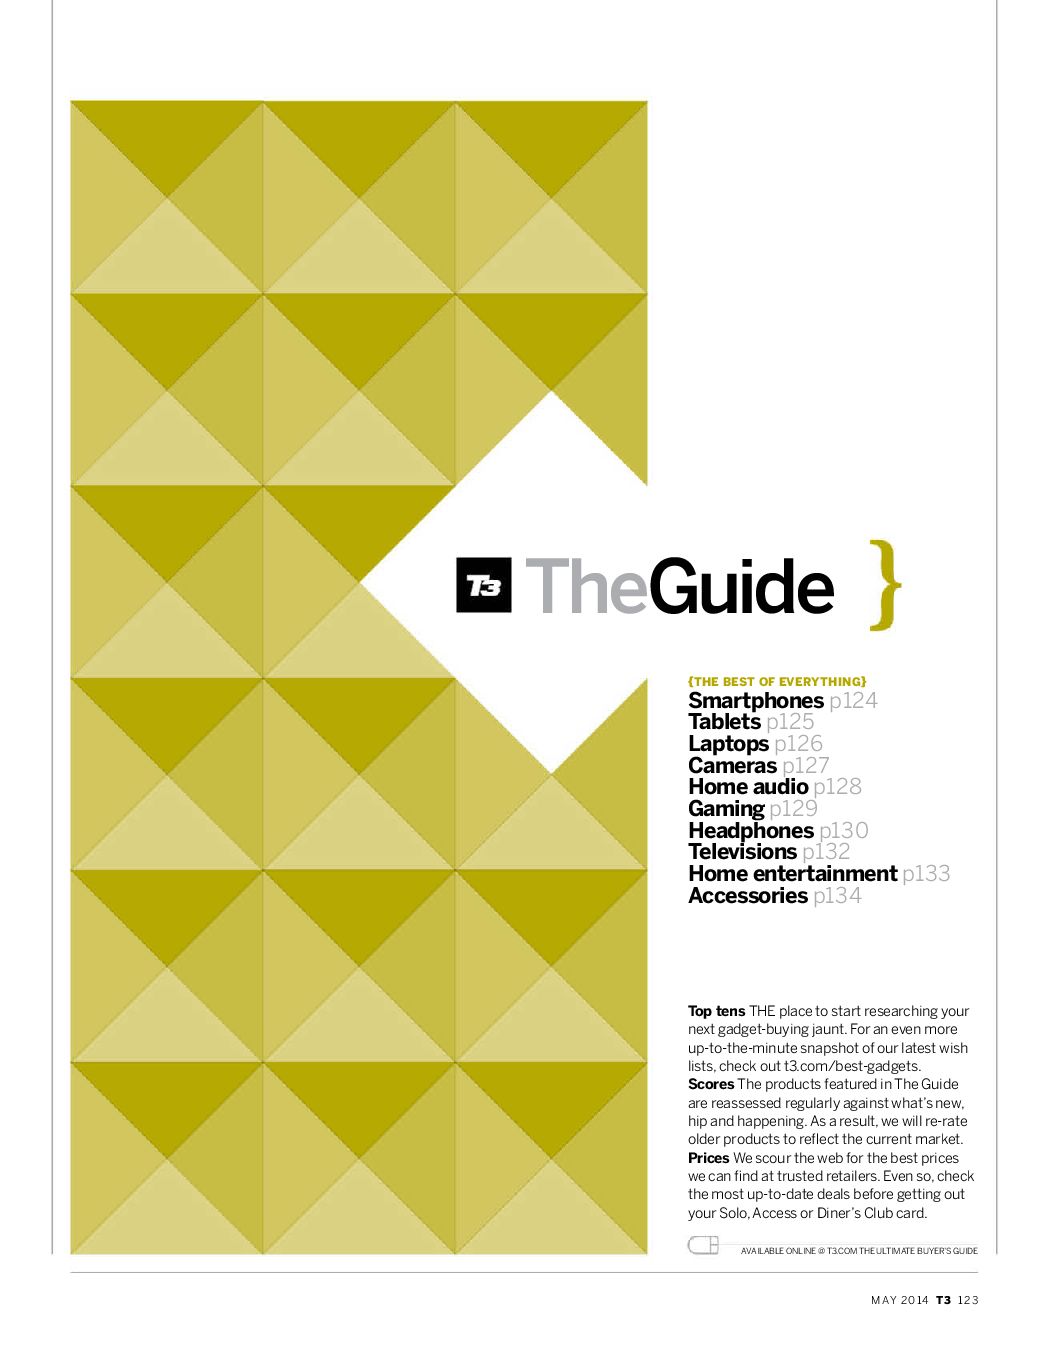 T3 TheGuide }
{THE BEST OF EVERYTHING}
Smartphones p124
Tablets p125
Laptops p126
Cameras p127
Home audio p128
Gaming p129
Headphones p130
Televisions p132
Home entertainment p133
Accessories p134
Top tens THE place to start researching your
next gadget-buying jaunt. For an even more
up-to-the-minute snapshot of our latest wish
lists, check out t3.com/best-gadgets.
Scores The products featured in The Guide
are reassessed regularly against what's new,
hip and happening. As a result, we will re-rate
older products to reflect the current market.
Prices We scour the web for the best prices
we can find at trusted retailers. Even so, check
the most up-to-date deals before getting out
your Solo, Access or Diner's Club card.
AVAILABLE ONLINE @ T3.COM THE ULTIMATE BUYER'S GUIDE
MAY 2014 T3 123